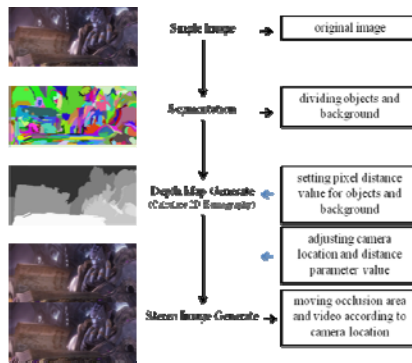 Single Image
original image
Segmentation
dividing objects and
background
Depth Map Generate
setting pixel distance
value for objects and
background
adjusting camera
location and distance
parameter value
Stereo Image Generate
moving occlusion area
and video according to
camera location